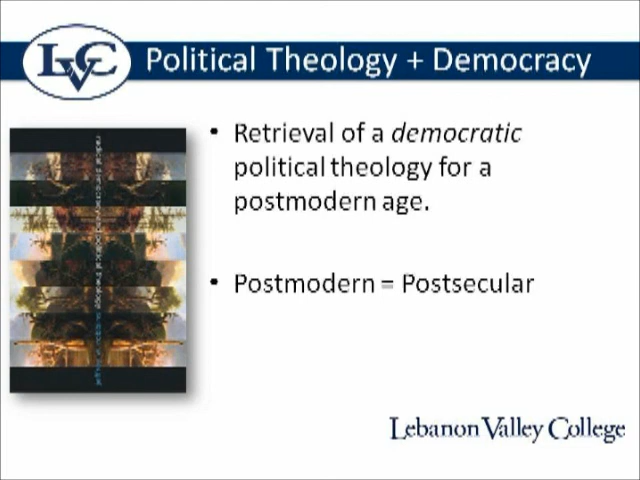 LVC
Political Theology + Democracy
• Retrieval of a democratic
political theology for a
postmodern age.
• Postmodern = Postsecular
Lebanon Valley College